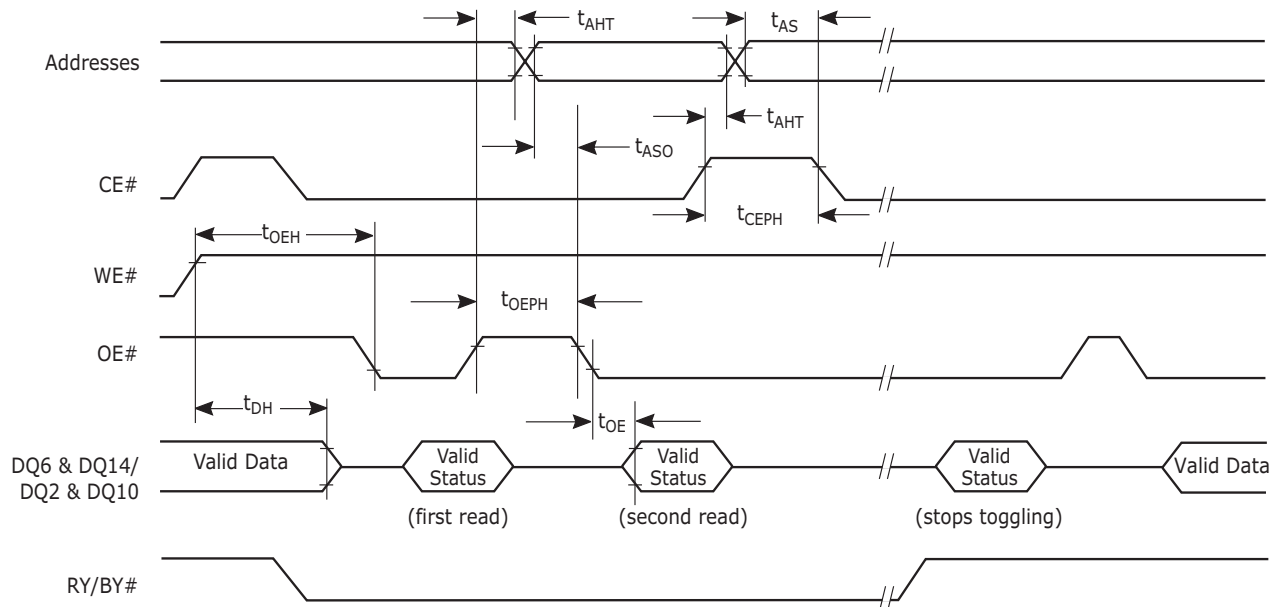 tAHT
tAS
Addresses
tAHT
tASO
CE#
tCEPH
tOEH
WE#
tOEPH
OE#
tDH
tOE
DQ6 & DQ14/
DQ2 & DQ10
Valid Data
Valid
Status
Valid
Status
Valid
Status
Valid Data
(first read)
(second read)
(stops toggling)
RY/BY#